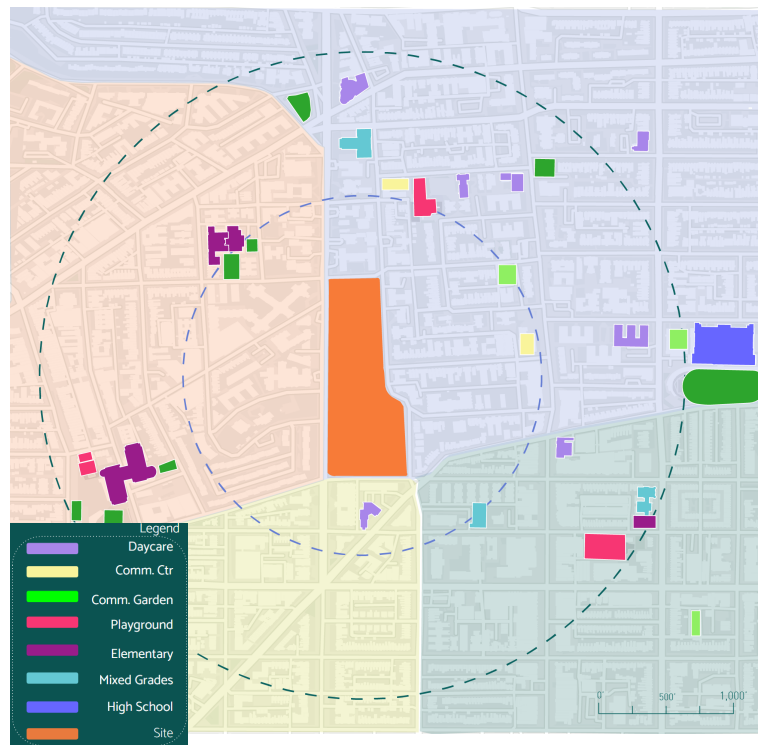 Legend
Daycare
Comm. Ctr
Comm. Garden
Playground
Elementary
Mixed Grades
High School
Site
0 500' 1,000'